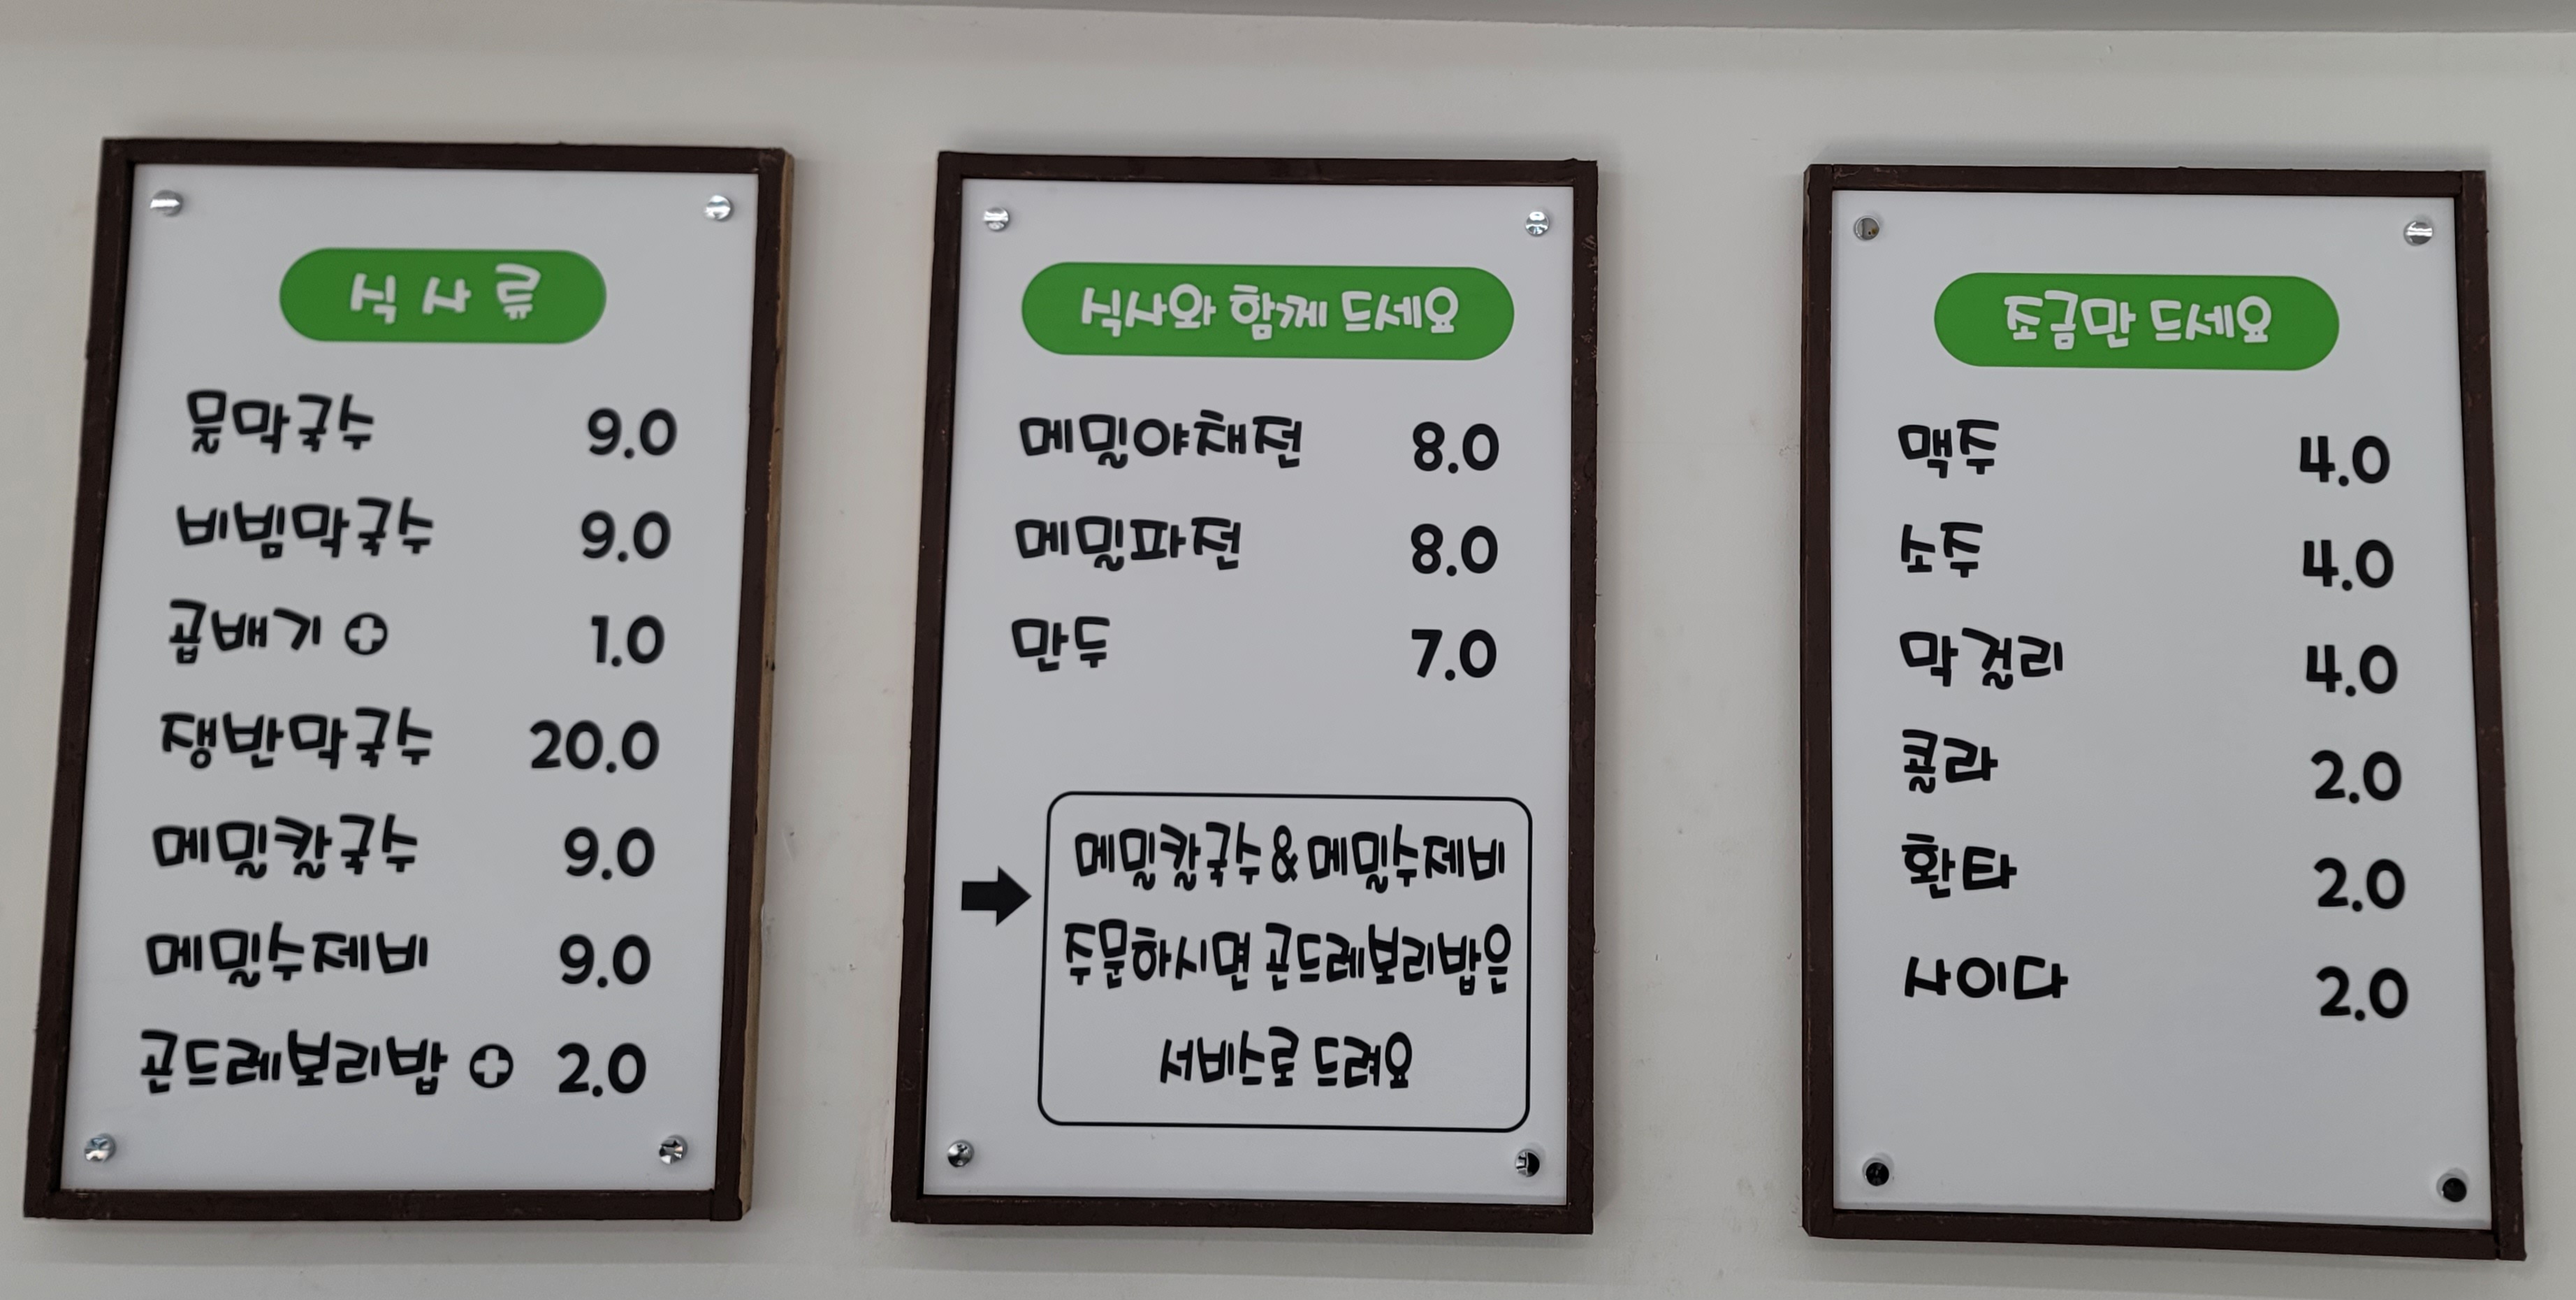 식 사 류
물막국수 9.0
비빔막국수 9.0
곱배기 ⊕ 1.0
쟁반막국수 20.0
메밀칼국수 9.0
메밀수제비 9.0
곤드레보리밥 ⊕ 2.0
식사와 함께 드세요
메밀야채전 8.0
메밀파전 8.0
만두 7.0
메밀칼국수 & 메밀수제비
주문하시면 곤드레보리밥은
서비스로 드려요
조금만 드세요
맥주 4.0
소주 4.0
막걸리 4.0
콜라 2.0
환타 2.0
사이다 2.0